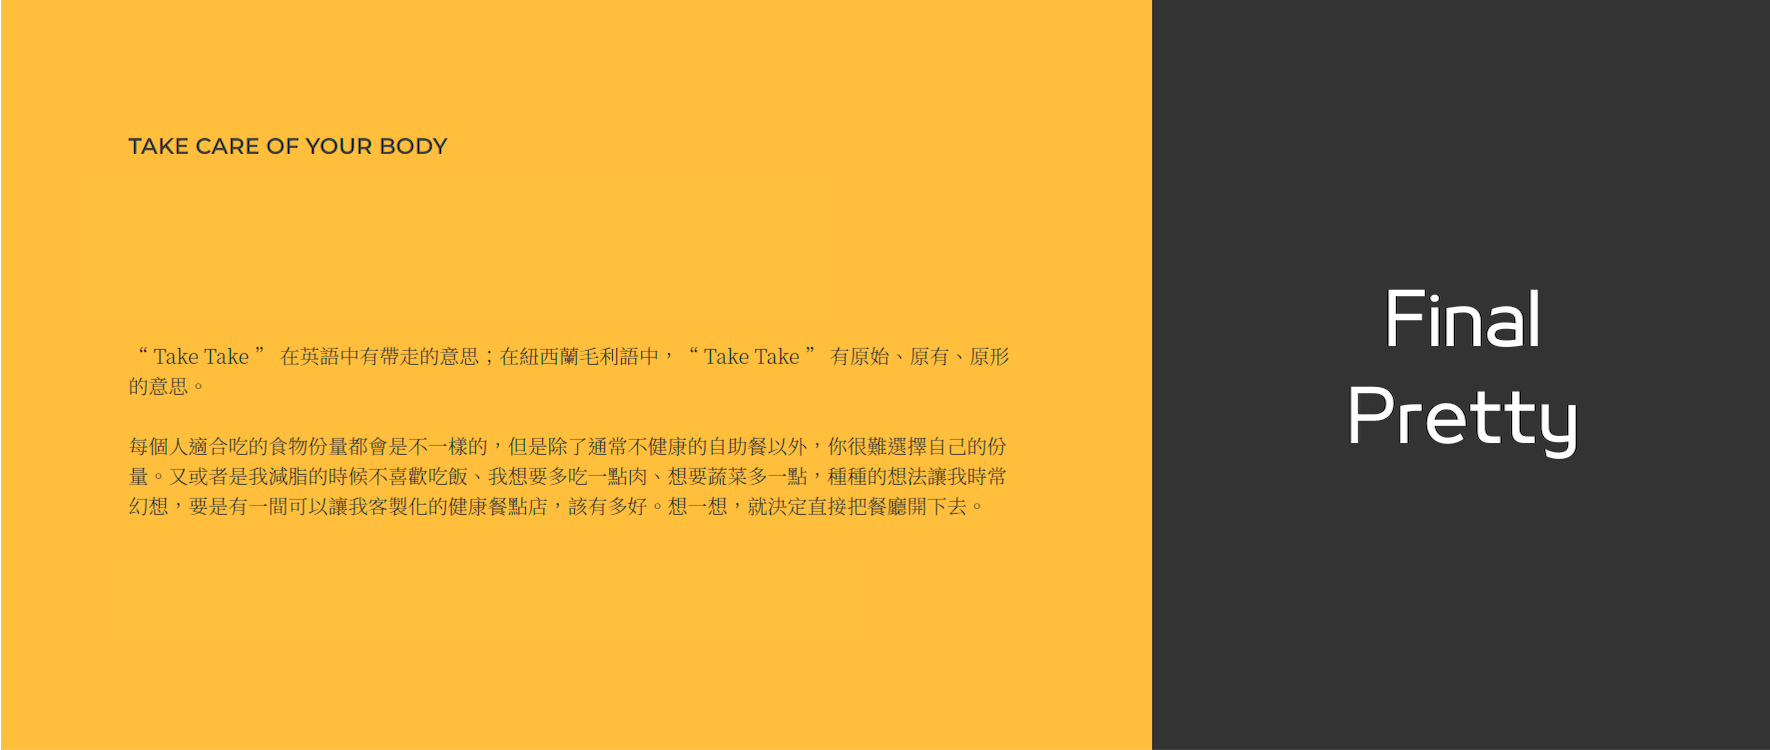 TAKE CARE OF YOUR BODY
“ Take Take ” 在英語中有帶走的意思；在紐西蘭毛利語中，“ Take Take ” 有原始、原有、原形
的意思。
每個人適合吃的食物份量都會是不一樣的，但是除了通常不健康的自助餐以外，你很難選擇自己的份
量。又或者是我減脂的時候不喜歡吃飯、我想要多吃一點肉、想要蔬菜多一點，種種的想法讓我時常
幻想，要是有一間可以讓我客製化的健康餐點店，該有多好。想一想，就決定直接把餐廳開下去。
Final
Pretty